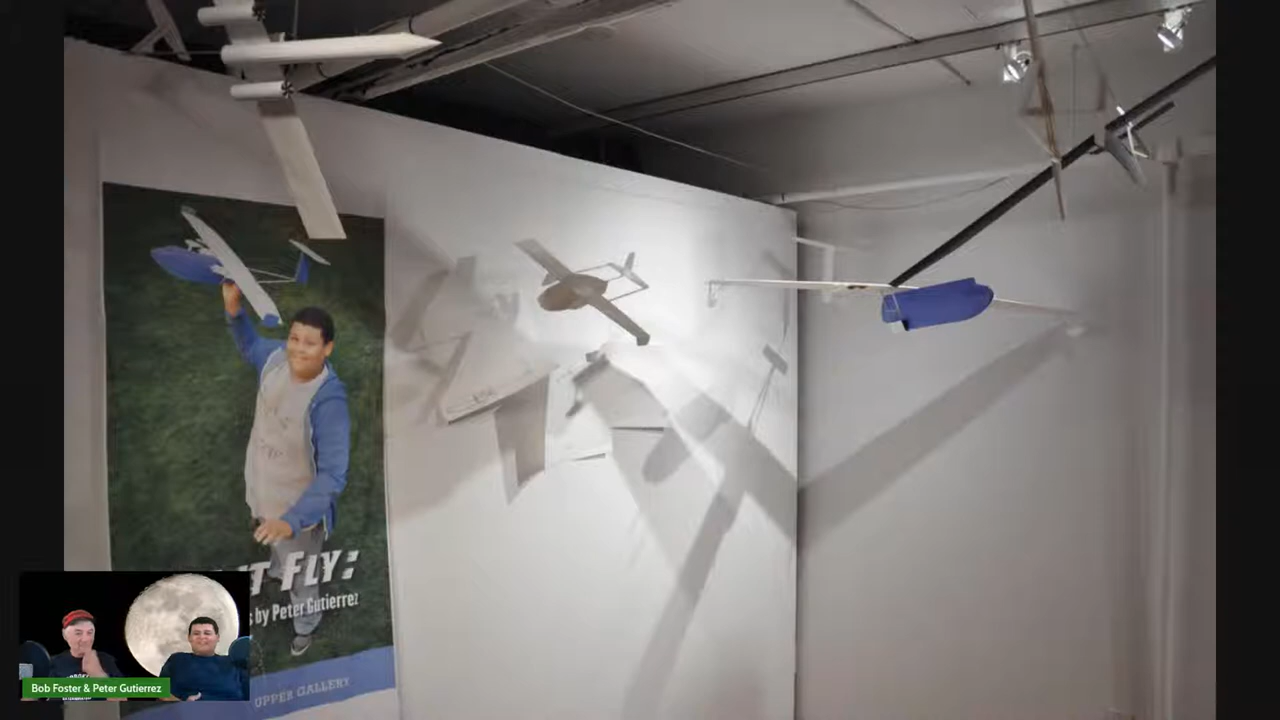 T FLY:
by Peter Gutierrez
UPPER GALLERY
Bob Foster & Peter Gutierrez